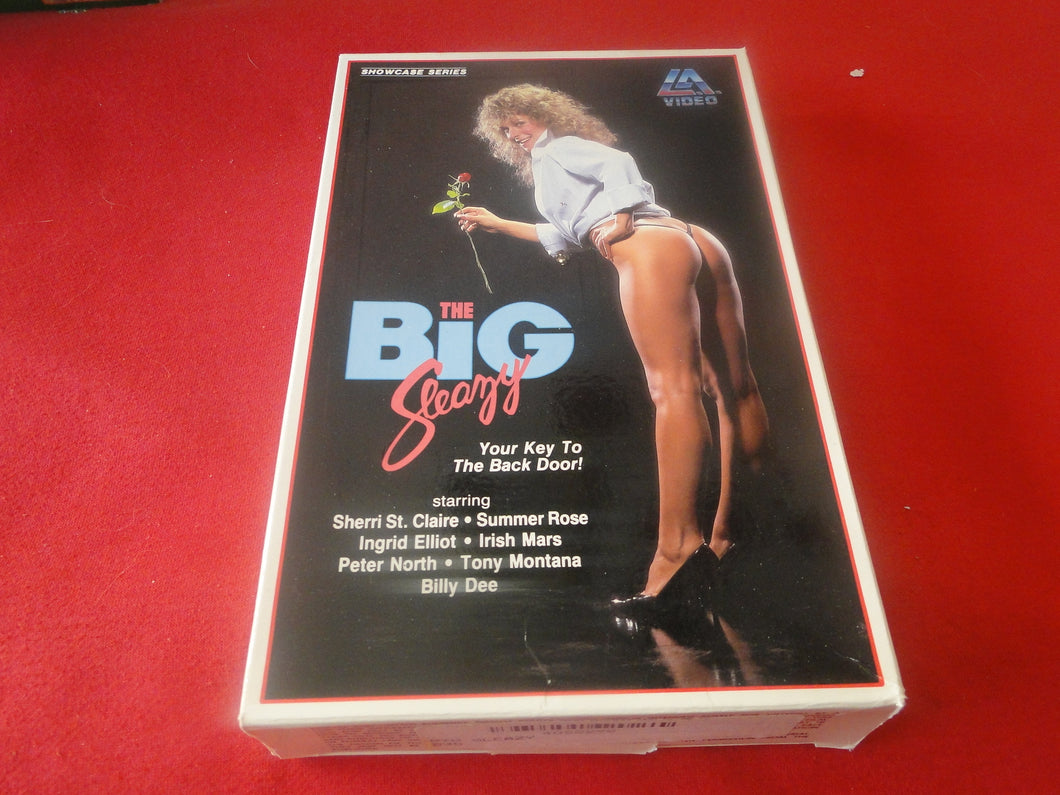 SHOWCASE SERIES
L.A.
VIDEO
THE
BiG
Sleazy
Your Key To
The Back Door!
starring
Sherri St. Claire • Summer Rose
Ingrid Elliot • Irish Mars
Peter North • Tony Montana
Billy Dee
SLEAZY